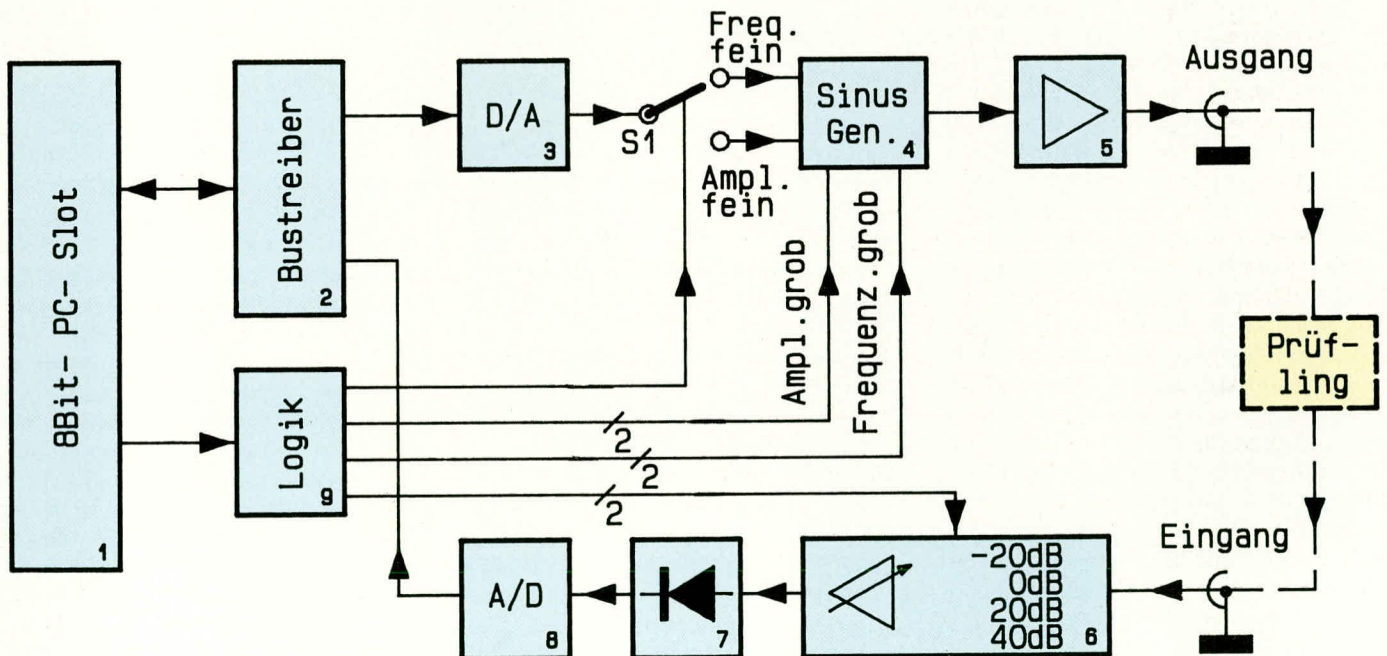 8Bit- PC- Slot
1
Bustreiber
2
D/A
3
S1
Freq.
fein
Ampl.
fein
Sinus
Gen.
4
5
Ausgang
Prüf-
ling
Ampl.grob
Frequenz.grob
Logik
9
2
2
2
A/D
8
7
-20dB
0dB
20dB
40dB
6
Eingang